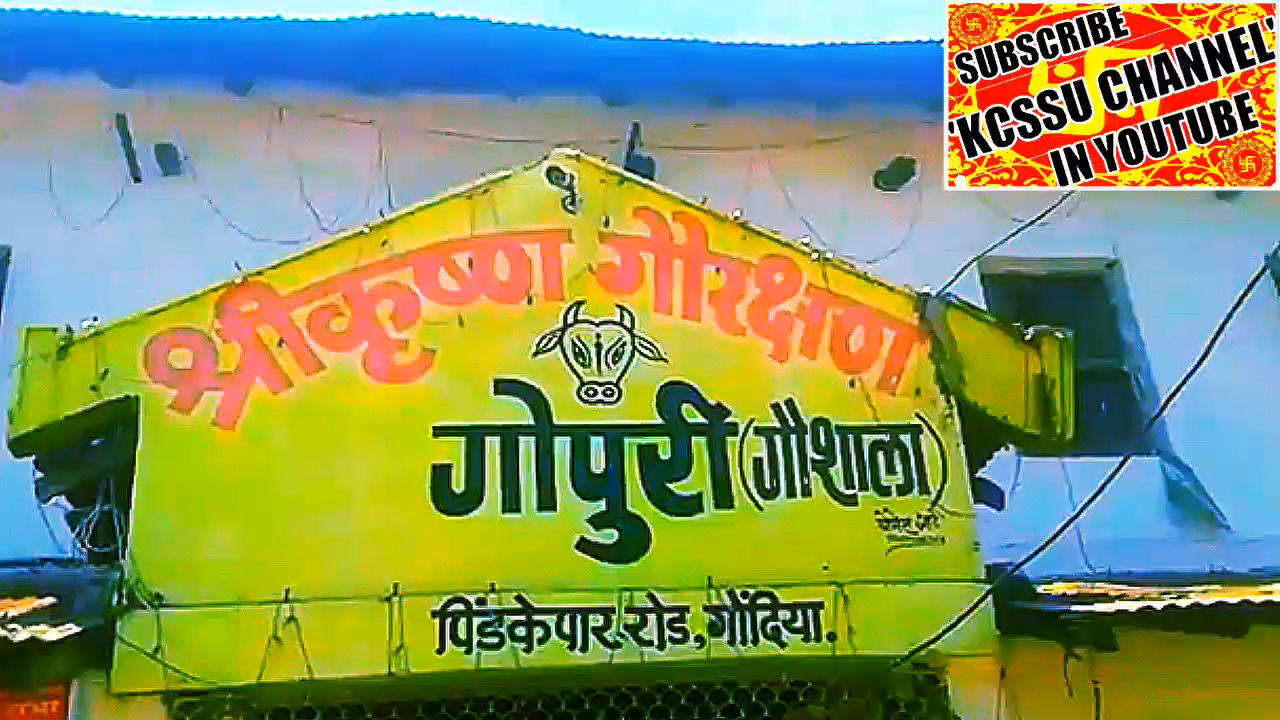 श्रीकृष्ण गौरक्षण
गोपुरी (गौशाला)
पिंडकेपार रोड, गोंदिया.
SUBSCRIBE
'KCSSU CHANNEL'
IN YOUTUBE